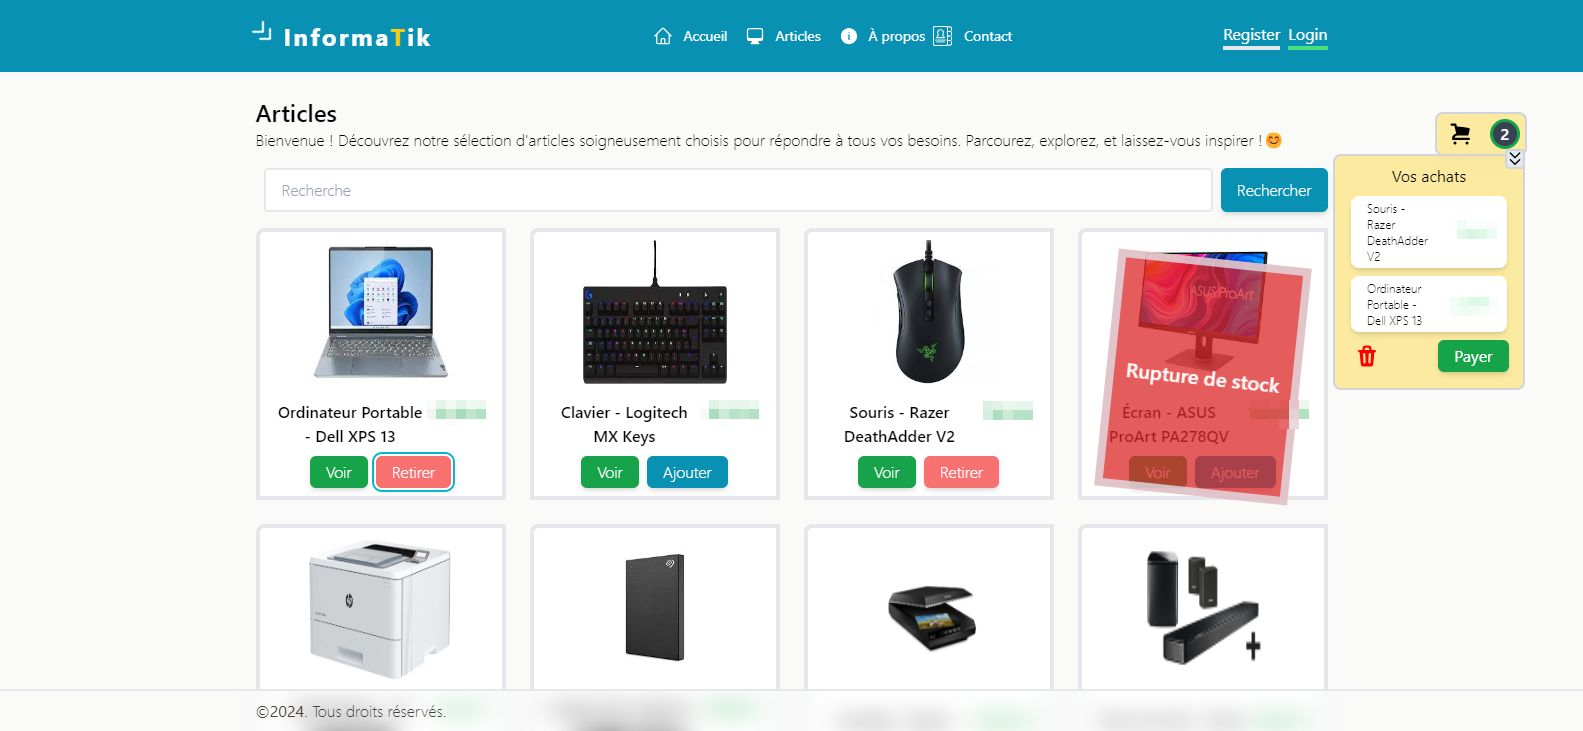 InformaTik
Accueil
Articles
À propos
Contact
Register
Login
Articles
Bienvenue ! Découvrez notre sélection d'articles soigneusement choisis pour répondre à tous vos besoins. Parcourez, explorez, et laissez-vous inspirer ! 😊
2
Recherche
Rechercher
Vos achats
Souris -
Razer
DeathAdder
V2
Ordinateur
Portable -
Dell XPS 13
Payer
Ordinateur Portable
- Dell XPS 13
Voir
Retirer
Clavier - Logitech
MX Keys
Voir
Ajouter
Souris - Razer
DeathAdder V2
Voir
Retirer
ASUS ProArt
Rupture de stock
Écran - ASUS
ProArt PA278QV
Voir
Ajouter
©2024. Tous droits réservés.